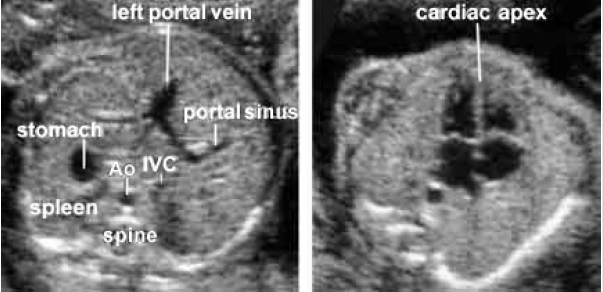 left portal vein
cardiac apex
portal sinus
stomach
Ao
IVC
spleen
spine